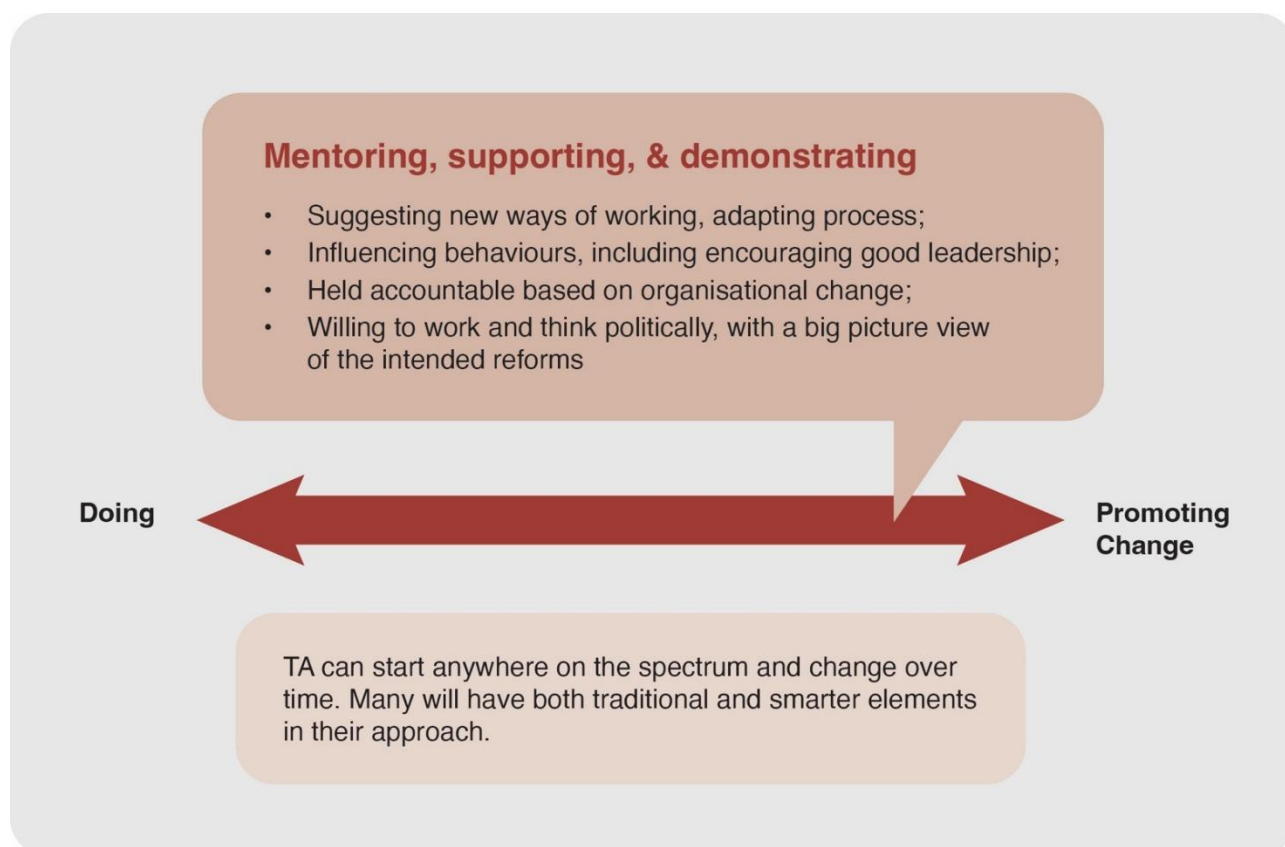 Mentoring, supporting, & demonstrating
• Suggesting new ways of working, adapting process;
• Influencing behaviours, including encouraging good leadership;
• Held accountable based on organisational change;
• Willing to work and think politically, with a big picture view
of the intended reforms
Doing
Promoting
Change
TA can start anywhere on the spectrum and change over
time. Many will have both traditional and smarter elements
in their approach.